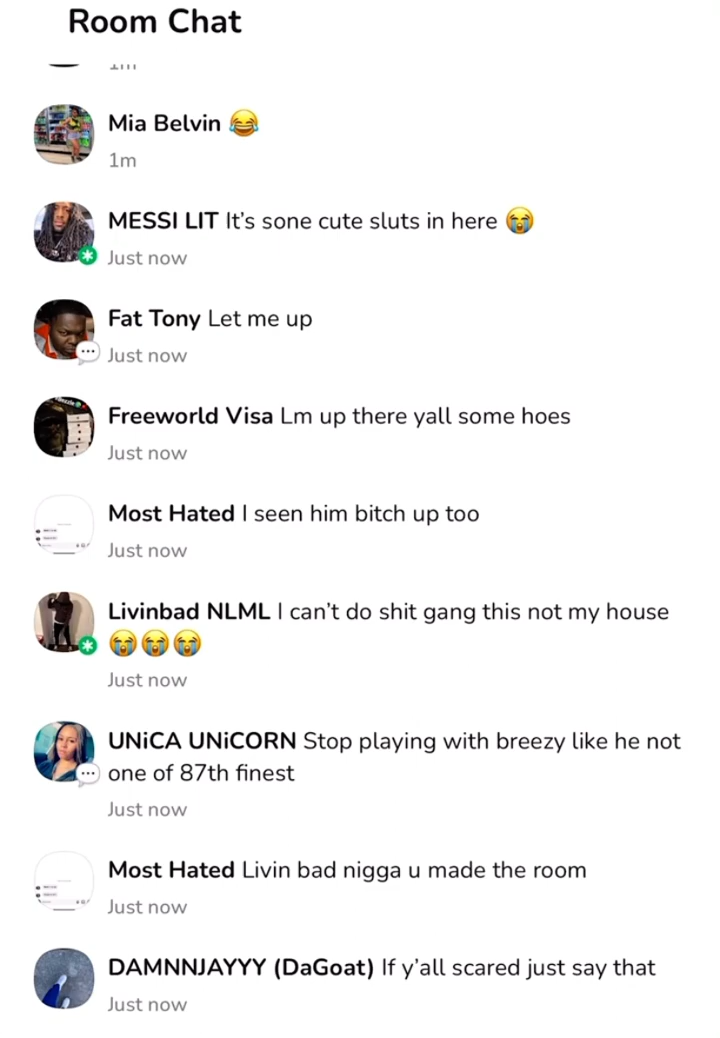 Room Chat
1m
Mia Belvin 😂
1m
MESSI LIT It's sone cute sluts in here 😭
Just now
Fat Tony Let me up
Just now
Freeworld Visa Lm up there yall some hoes
Just now
Most Hated I seen him bitch up too
Just now
Livinbad NLML I can't do shit gang this not my house
😭😭😭
Just now
UNiCA UNiCORN Stop playing with breezy like he not
one of 87th finest
Just now
Most Hated Livin bad nigga u made the room
Just now
DAMNNJAYYY (DaGoat) If y'all scared just say that
Just now